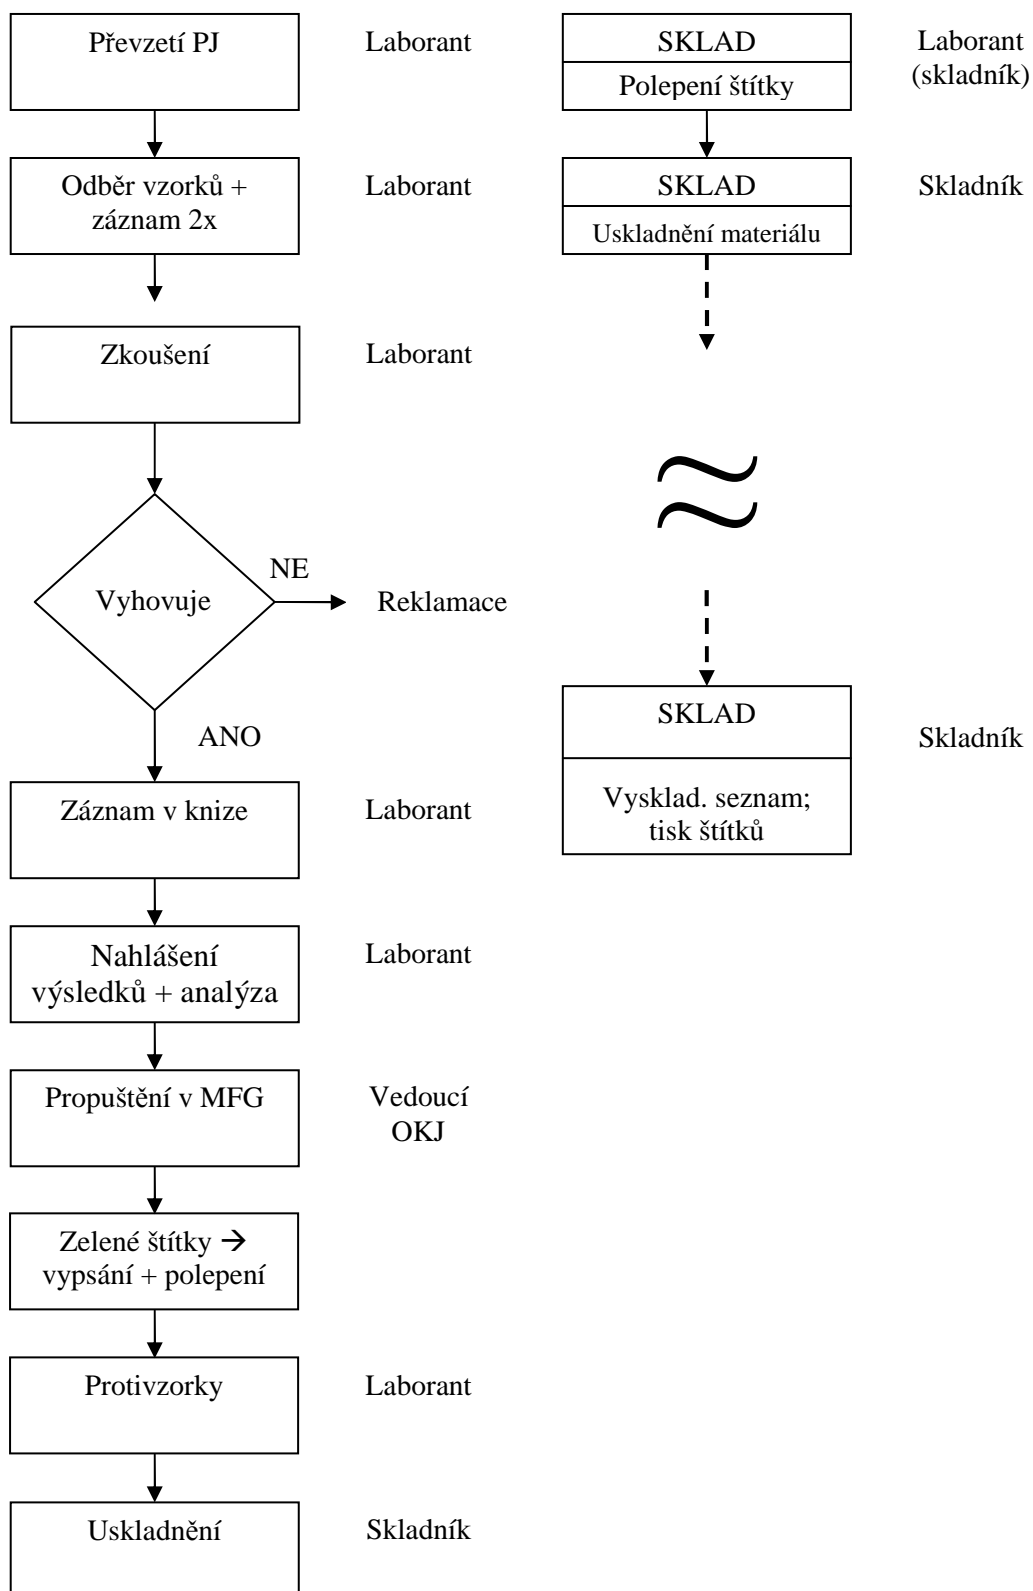 Převzetí PJ
Laborant
Odběr vzorků +
záznam 2x
Laborant
Zkoušení
Laborant
Vyhovuje
NE
Reklamace
ANO
Záznam v knize
Laborant
Nahlášení
výsledků + analýza
Laborant
Propuštění v MFG
Vedoucí
OKJ
Zelené štítky →
vypsání + polepení
Protivzorky
Laborant
Uskladnění
Skladník
SKLAD
Polepení štítky
Laborant
(skladník)
SKLAD
Uskladnění materiálu
Skladník
≈
SKLAD
Vysklad. seznam;
tisk štítků
Skladník